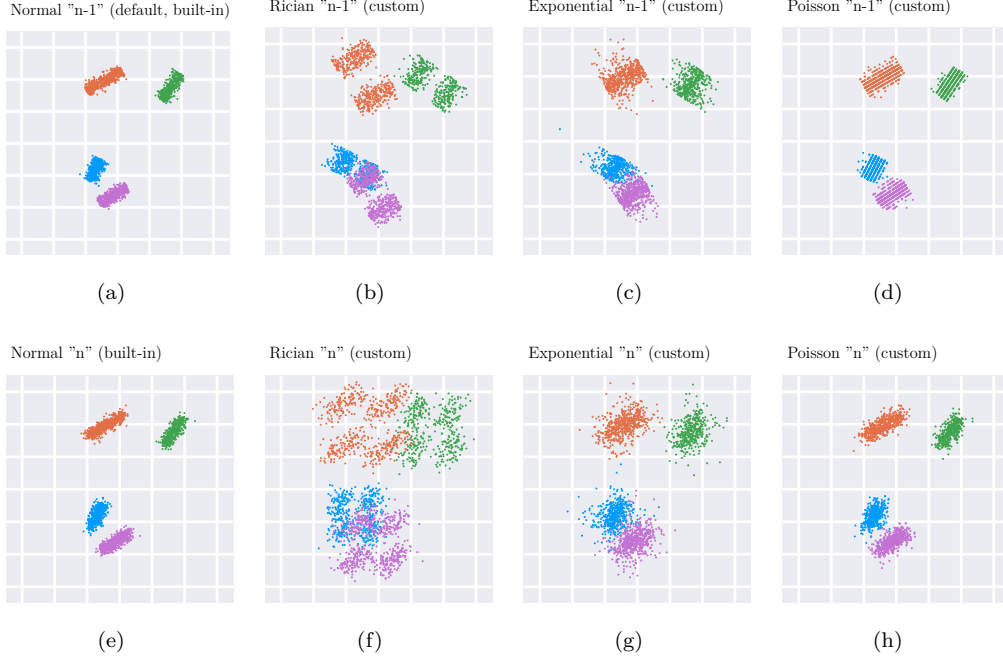 Normal "n-1" (default, built-in)
Rician "n-1" (custom)
Exponential "n-1" (custom)
Poisson "n-1" (custom)
(a)
(b)
(c)
(d)
Normal "n" (built-in)
Rician "n" (custom)
Exponential "n" (custom)
Poisson "n" (custom)
(e)
(f)
(g)
(h)